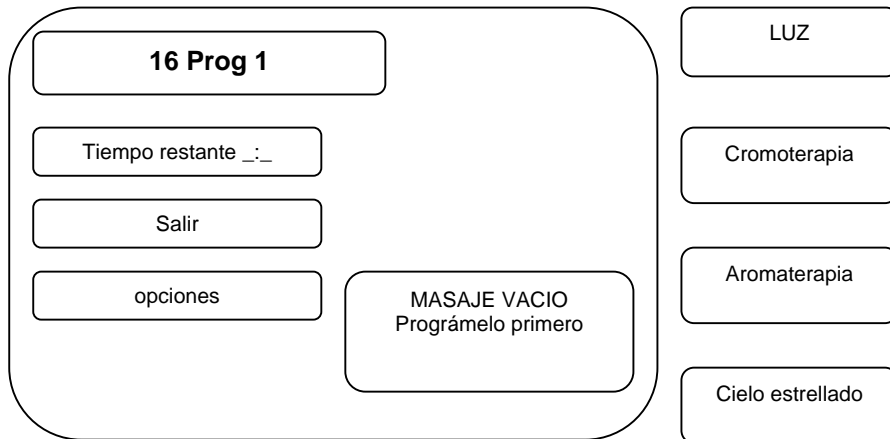 16 Prog 1
Tiempo restante _:_
Salir
opciones
MASAJE VACIO
Prográmelo primero
LUZ
Cromoterapia
Aromaterapia
Cielo estrellado